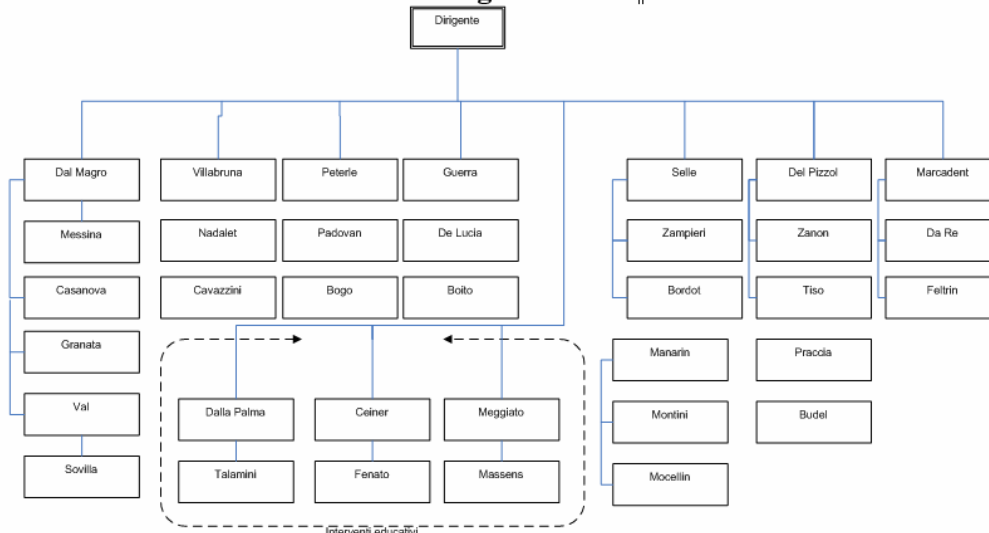 Dirigente
Dal Magro
Villabruna
Peterle
Guerra
Selle
Del Pizzol
Marcadent
Messina
Nadalet
Padovan
De Lucia
Zampieri
Zanon
Da Re
Casanova
Cavazzini
Bogo
Boito
Bordot
Tiso
Feltrin
Granata
Manarin
Praccia
Val
Dalla Palma
Ceiner
Meggiato
Montini
Budel
Sovilla
Talamini
Fenato
Massens
Mocellin
Interventi educativi